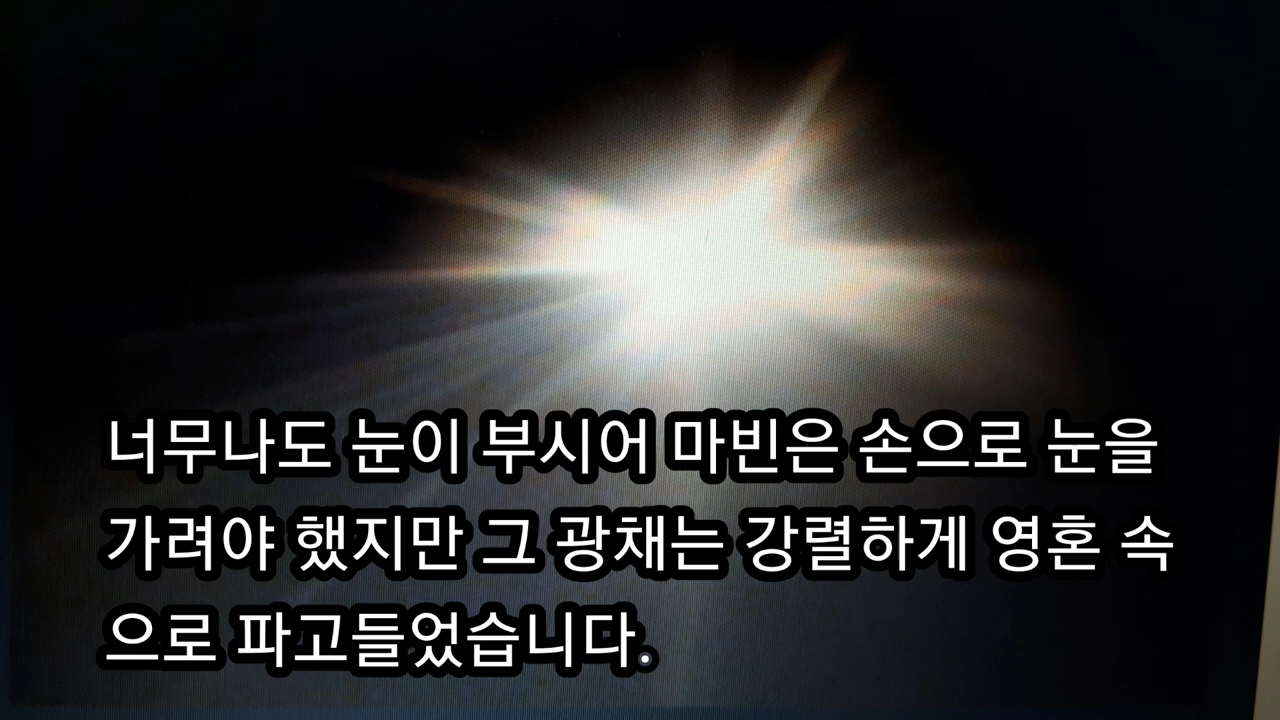 너무나도 눈이 부시어 마빈은 손으로 눈을
가려야 했지만 그 광채는 강렬하게 영혼 속
으로 파고들었습니다.